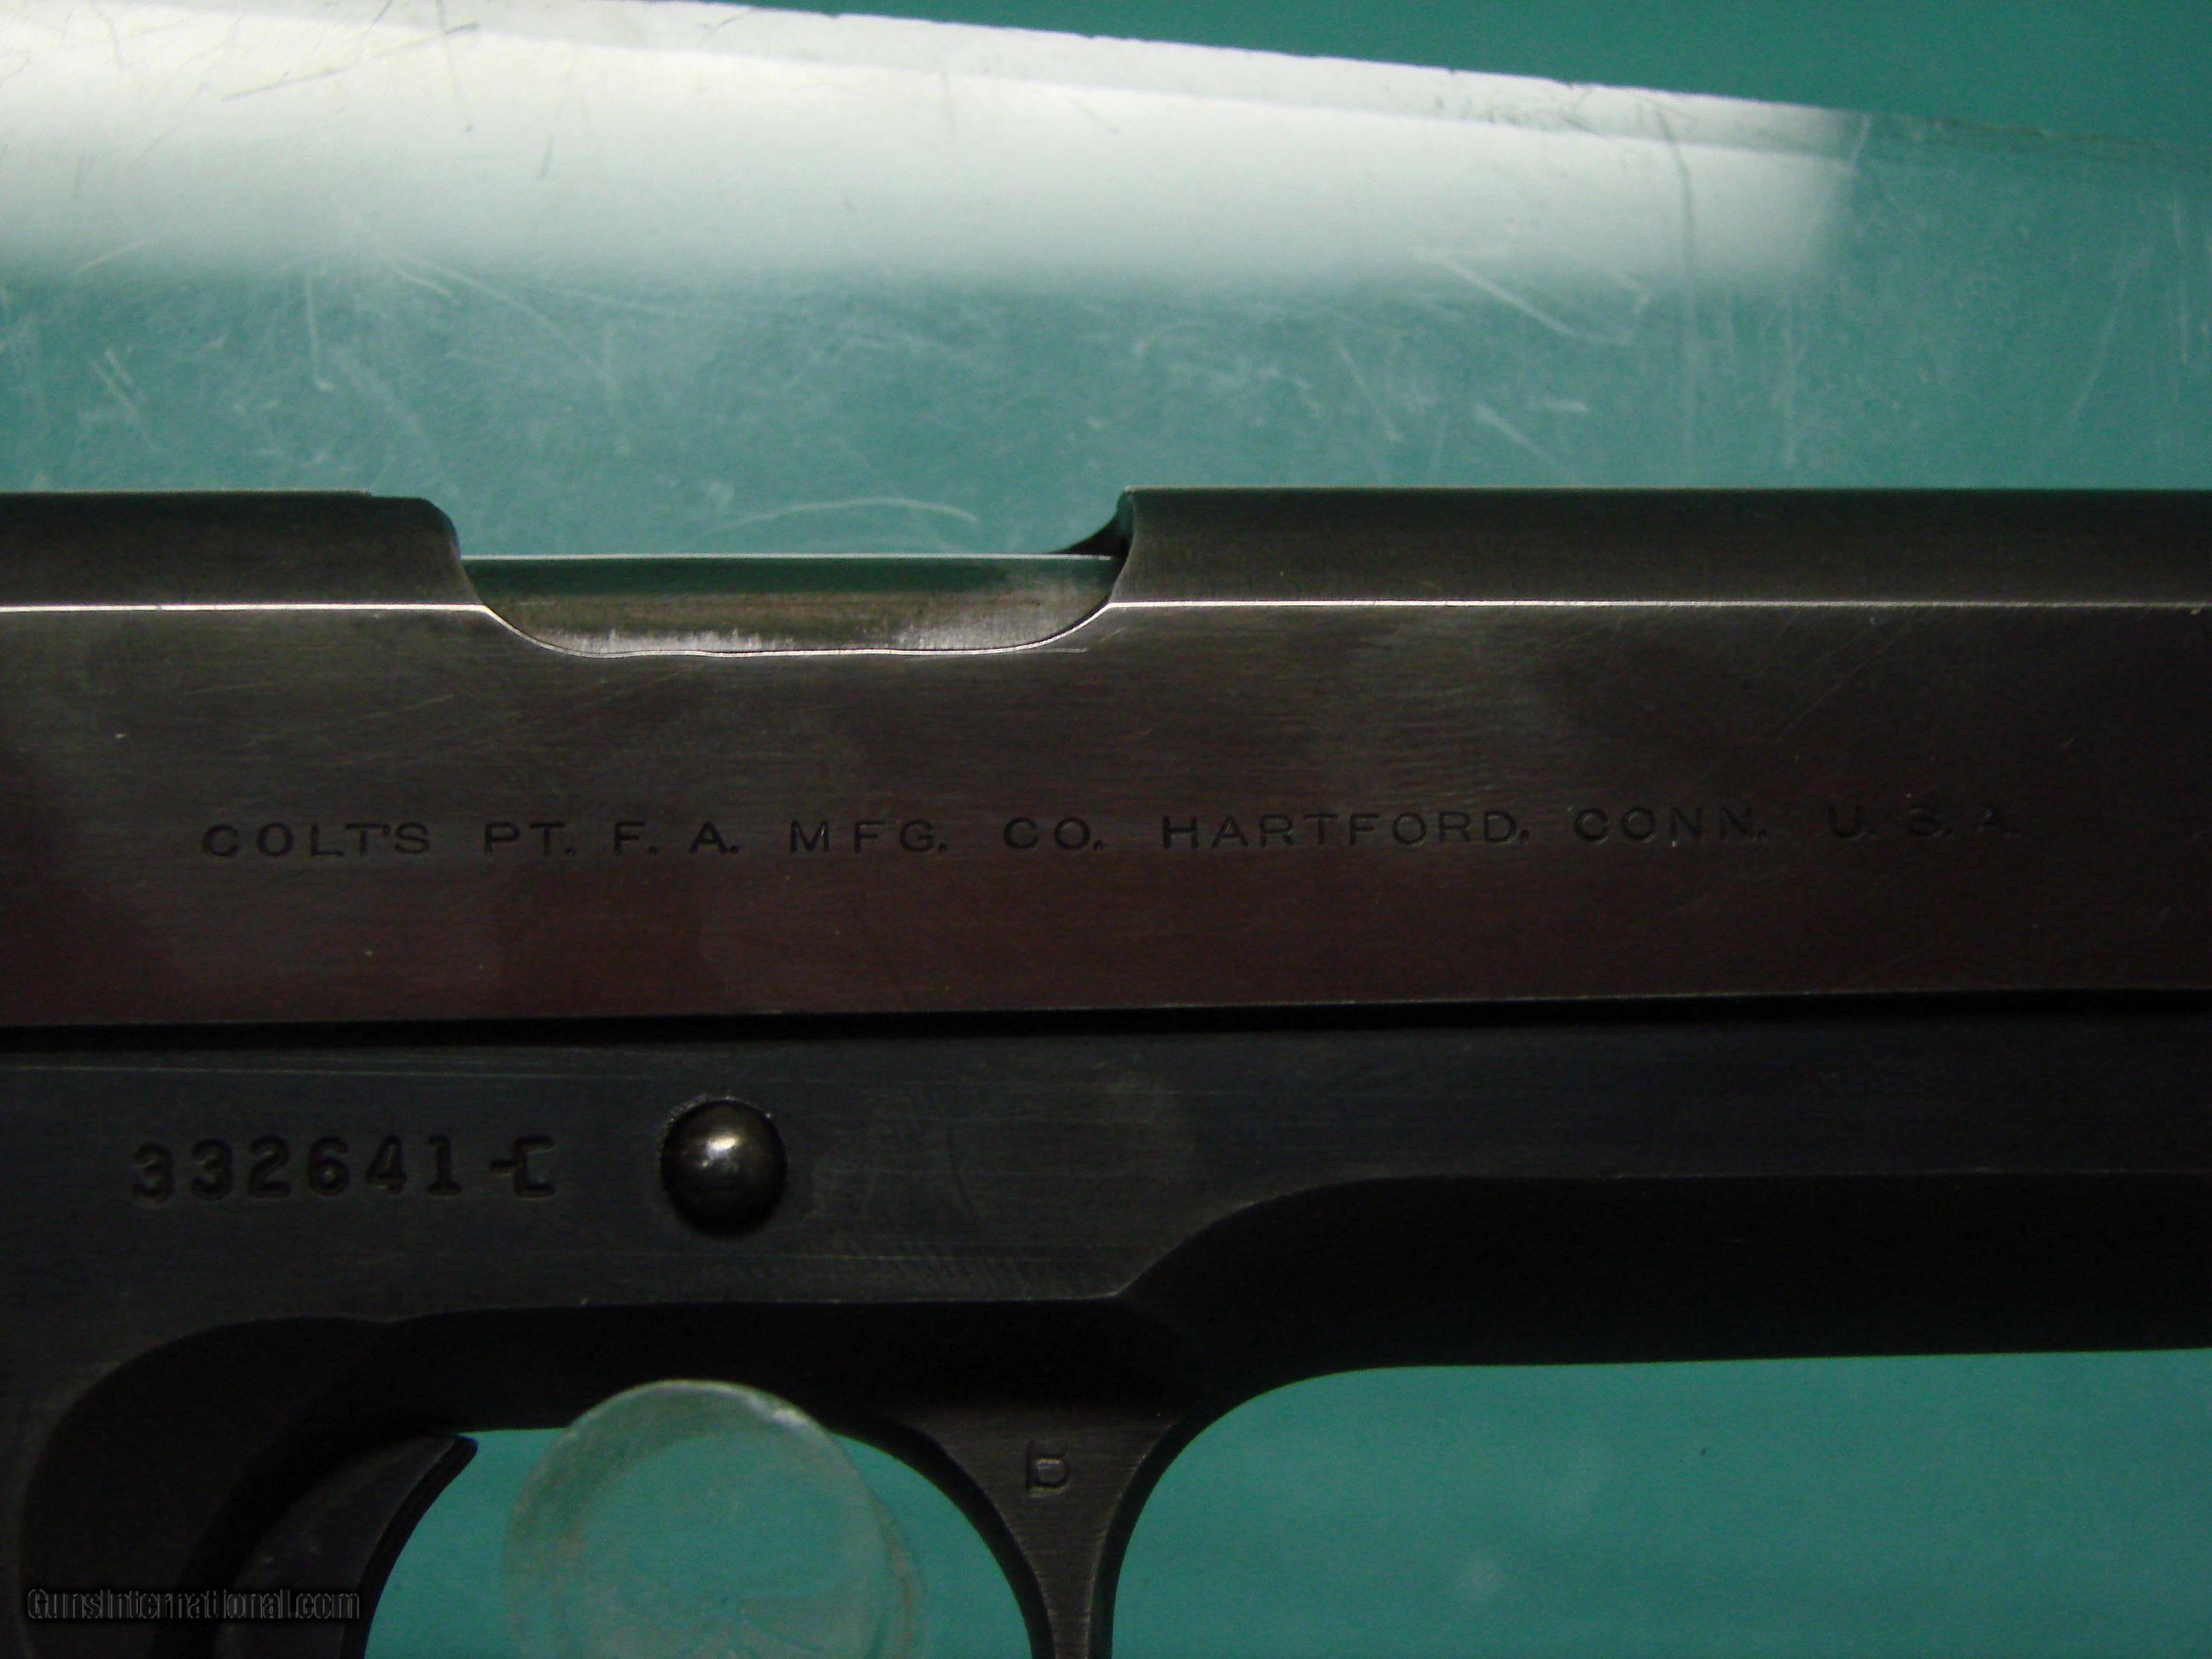 COLT'S PT. F. A. MFG. CO. HARTFORD, CONN. U. S. A.
332641-C
D
GunsInternational.com